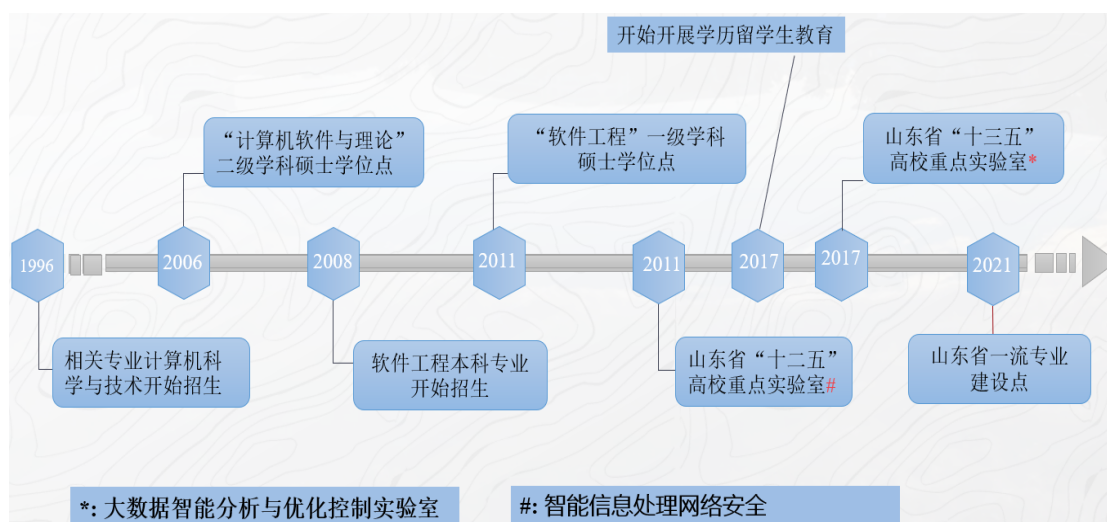 开始开展学历留学生教育
“计算机软件与理论”
二级学科硕士学位点
“软件工程”一级学科
硕士学位点
山东省“十三五”
高校重点实验室*
1996
2006
2008
2011
2011
2017
2017
2021
相关专业计算机科
学与技术开始招生
软件工程本科专业
开始招生
山东省“十二五”
高校重点实验室#
山东省一流专业
建设点
*: 大数据智能分析与优化控制实验室
#: 智能信息处理网络安全